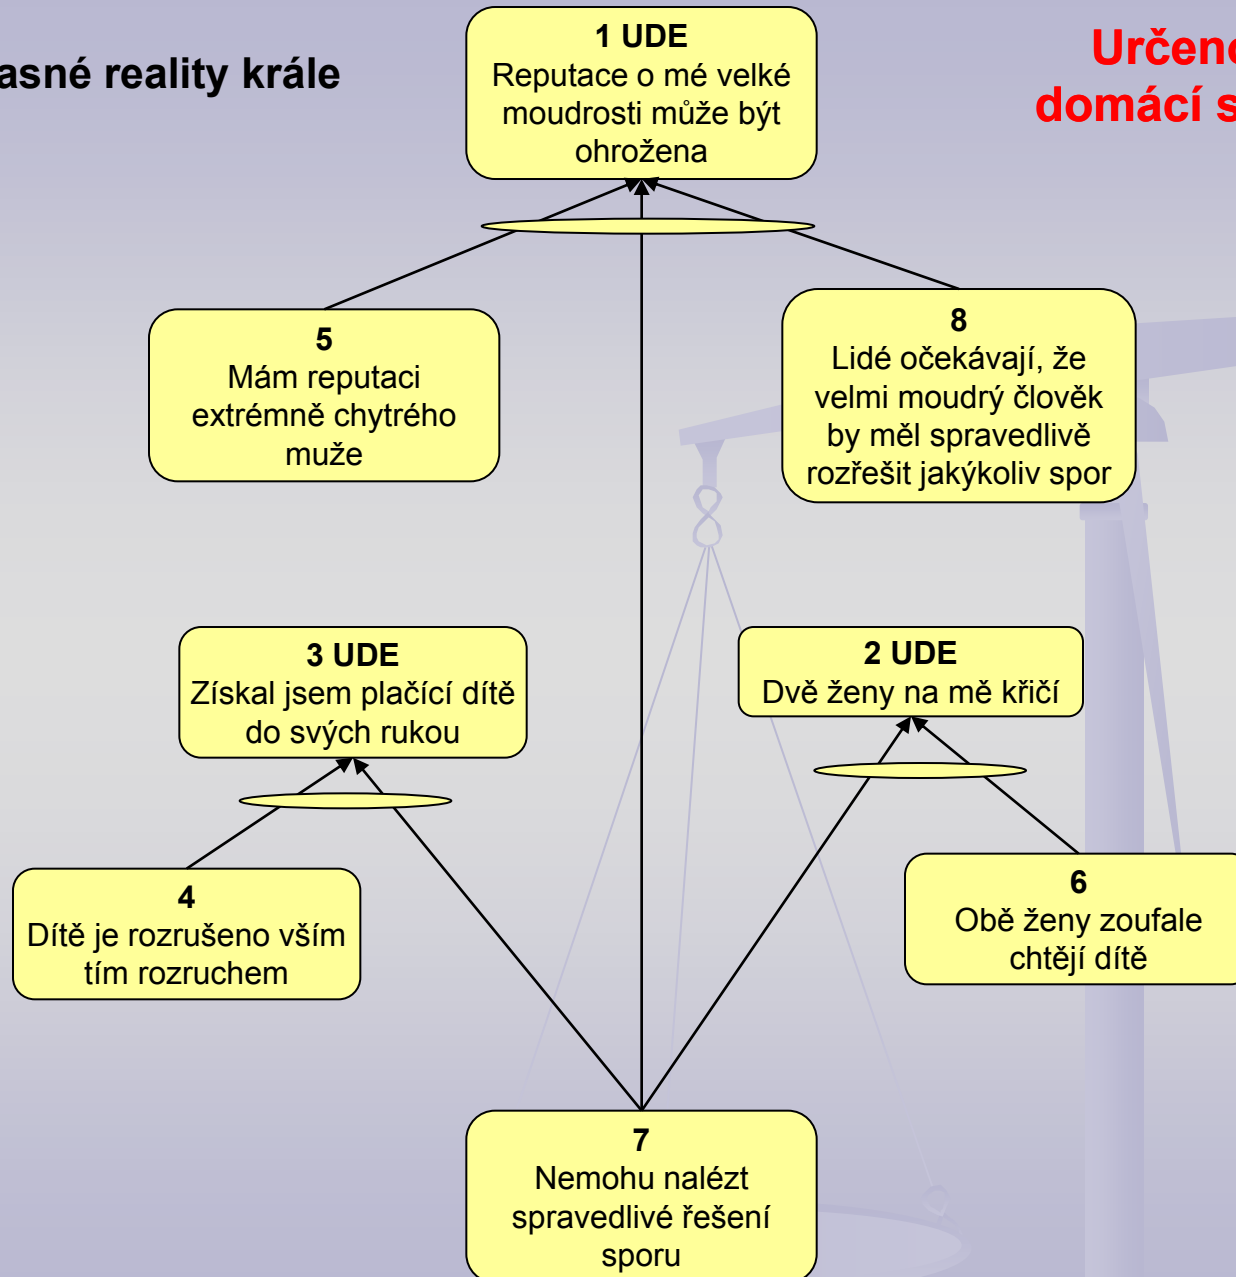 asné reality krále
Určeno
domácí s
1 UDE
Reputace o mé velké
moudrosti může být
ohrožena
5
Mám reputaci
extrémně chytrého
muže
8
Lidé očekávají, že
velmi moudrý člověk
by měl spravedlivě
rozřešit jakýkoliv spor
3 UDE
Získal jsem plačící dítě
do svých rukou
2 UDE
Dvě ženy na mě křičí
4
Dítě je rozrušeno vším
tím rozruchem
6
Obě ženy zoufale
chtějí dítě
7
Nemohu nalézt
spravedlivé řešení
sporu